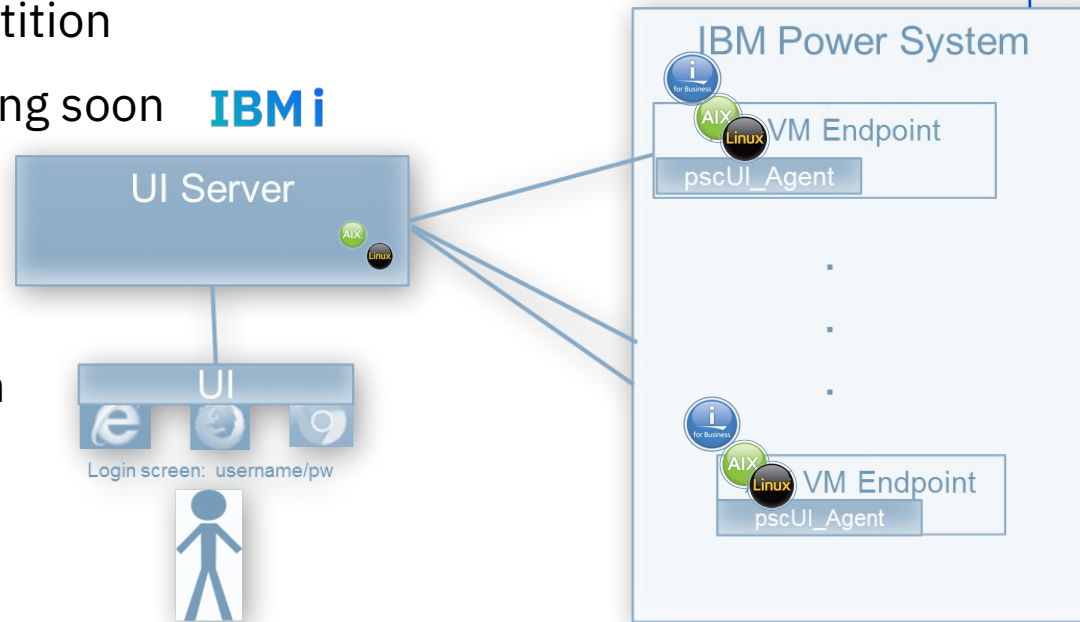 tition
ng soon IBM i
UI Server
AIX
Linux
UI
Login screen: username/pw
IBM Power System
i
for Business
AIX
Linux
VM Endpoint
pscUI_Agent
.
.
.
i
for Business
AIX
Linux
VM Endpoint
pscUI_Agent